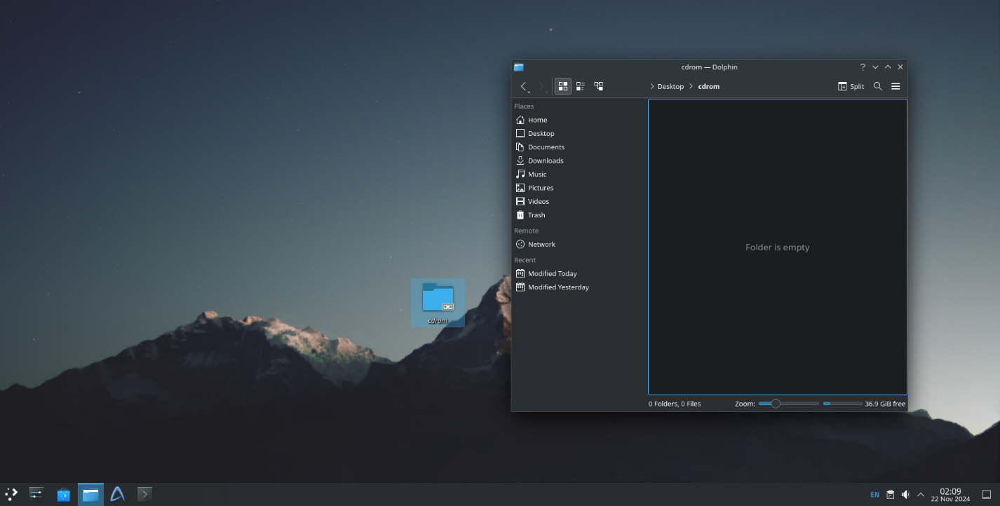 cdrom — Dolphin
Desktop cdrom
Split
Places
Home
Desktop
Documents
Downloads
Music
Pictures
Videos
Trash
Remote
Network
Recent
Modified Today
Modified Yesterday
Folder is empty
0 Folders, 0 Files
Zoom:
36.9 GiB free
cdrom
EN
02:09
22 Nov 2024